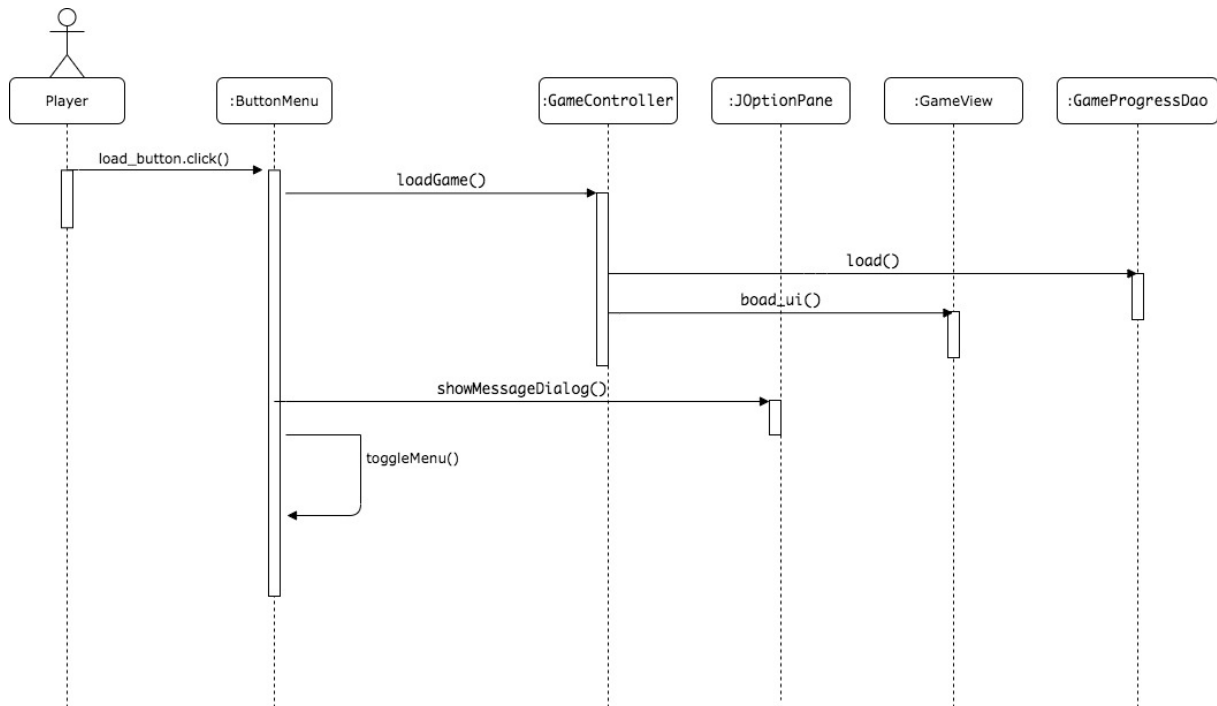 Player
:ButtonMenu
:GameController
:JOptionPane
:GameView
:GameProgressDao
load_button.click()
loadGame()
load()
boad_ui()
showMessageDialog()
toggleMenu()